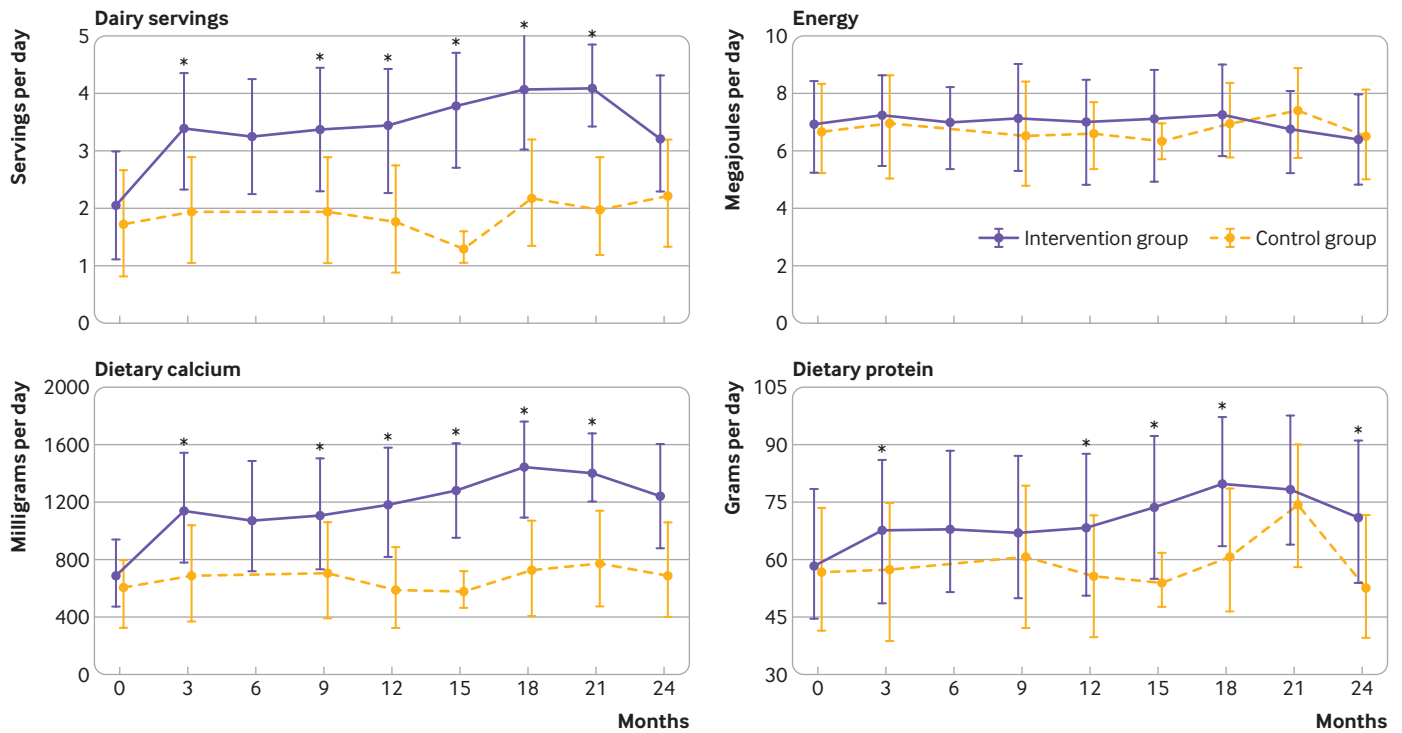 Dairy servings
Servings per day
5
4
3
2
1
0
* * * * * *
Energy
Megajoules per day
10
8
6
4
2
0
Intervention group
Control group
Dietary calcium
Milligrams per day
2000
1600
1200
800
400
0
* * * * * *
0 3 6 9 12 15 18 21 24
Months
Dietary protein
Grams per day
105
90
75
60
45
30
* * * * *
0 3 6 9 12 15 18 21 24
Months